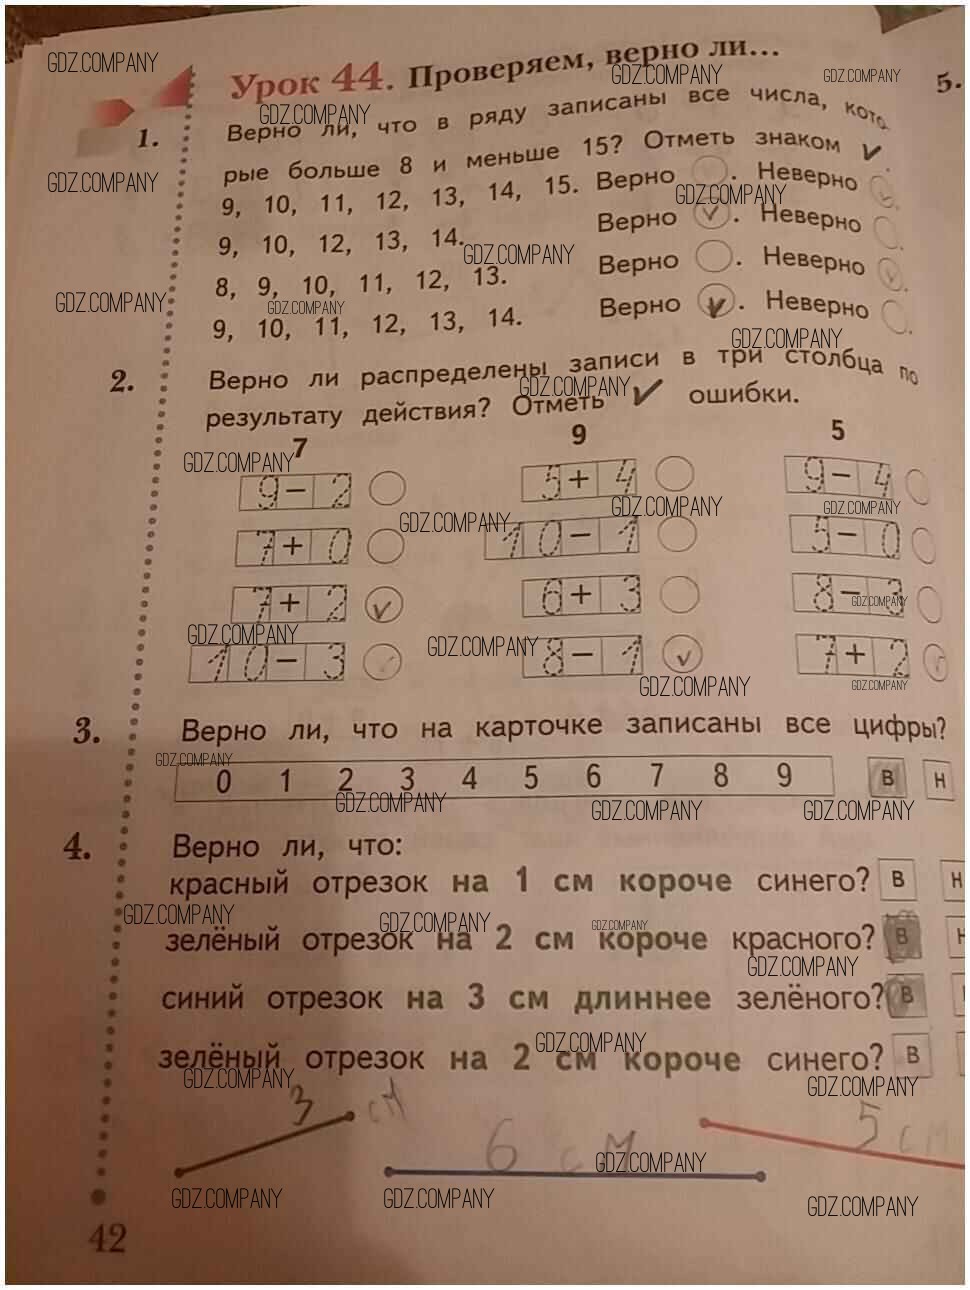 Урок 44. Проверяем, верно ли...
5.
1. Верно ли, что в ряду записаны все числа, кото-
рые больше 8 и меньше 15? Отметь знаком ✓.
9, 10, 11, 12, 13, 14, 15. Верно ◯. Неверно ◯.
9, 10, 12, 13, 14. Верно ✓. Неверно ◯.
8, 9, 10, 11, 12, 13. Верно ◯. Неверно ✓.
9, 10, 11, 12, 13, 14. Верно ✓. Неверно ◯.
2. Верно ли распределены записи в три столбца по
результату действия? Отметь ✓ ошибки.
7 9 5
9 – 2 5 + 4 9 – 4
7 + 0 10 – 1 5 – 0
7 + 2 ✓ 6 + 3 8 – 3
10 – 3 8 – 1 ✓ 7 + 2
3. Верно ли, что на карточке записаны все цифры?
0 1 2 3 4 5 6 7 8 9 В Н
4. Верно ли, что:
красный отрезок на 1 см короче синего? В Н
зелёный отрезок на 2 см короче красного? В
синий отрезок на 3 см длиннее зелёного? В
зелёный отрезок на 2 см короче синего? В
3 см
6 см
5 см
42
GDZ.COMPANY